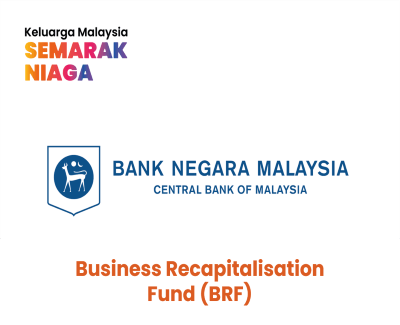 Keluarga Malaysia
SEMARAK
NIAGA
BANK NEGARA MALAYSIA
CENTRAL BANK OF MALAYSIA
Business Recapitalisation
Fund (BRF)